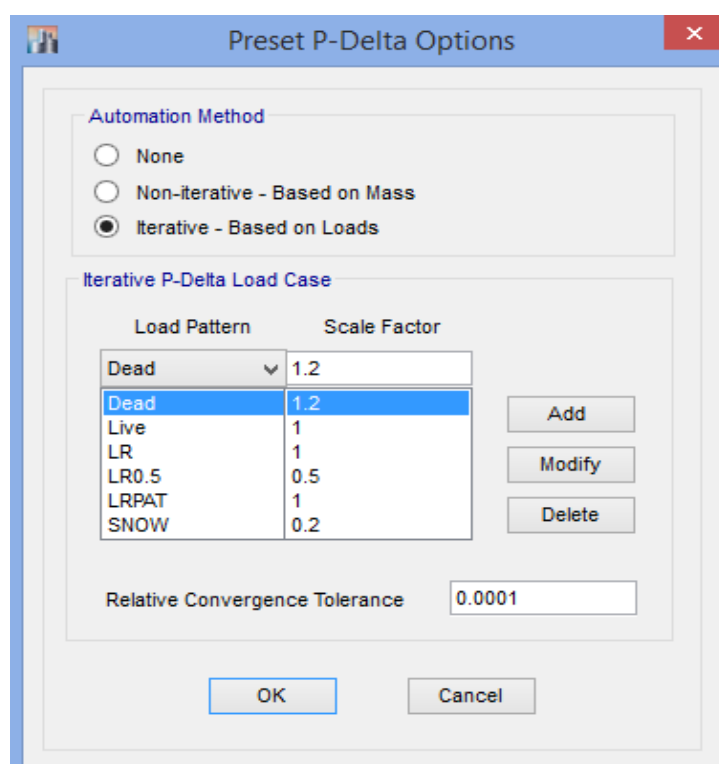 Preset P-Delta Options
Automation Method
None
Non-iterative - Based on Mass
Iterative - Based on Loads
Iterative P-Delta Load Case
Load Pattern Scale Factor
Dead 1.2
Dead 1.2
Live 1
LR 1
LR0.5 0.5
LRPAT 1
SNOW 0.2
Add
Modify
Delete
Relative Convergence Tolerance 0.0001
OK Cancel